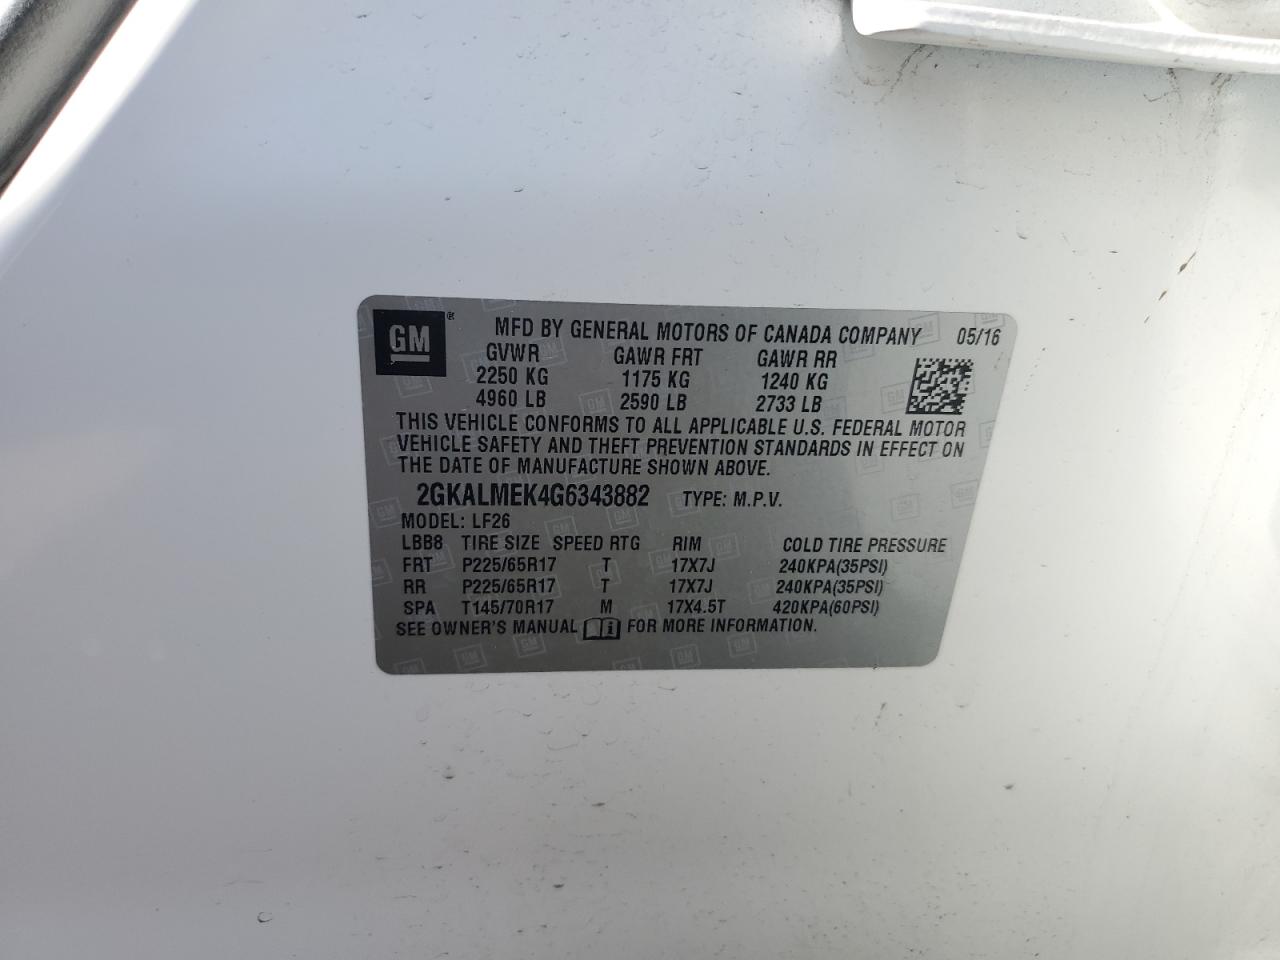 GM ® MFD BY GENERAL MOTORS OF CANADA COMPANY 05/16
GVWR GAWR FRT GAWR RR
2250 KG 1175 KG 1240 KG
4960 LB 2590 LB 2733 LB
THIS VEHICLE CONFORMS TO ALL APPLICABLE U.S. FEDERAL MOTOR
VEHICLE SAFETY AND THEFT PREVENTION STANDARDS IN EFFECT ON
THE DATE OF MANUFACTURE SHOWN ABOVE.
2GKALMEK4G6343882 TYPE: M.P.V.
MODEL: LF26
LBB8 TIRE SIZE SPEED RTG RIM COLD TIRE PRESSURE
FRT P225/65R17 T 17X7J 240KPA(35PSI)
RR P225/65R17 T 17X7J 240KPA(35PSI)
SPA T145/70R17 M 17X4.5T 420KPA(60PSI)
SEE OWNER'S MANUAL i FOR MORE INFORMATION.